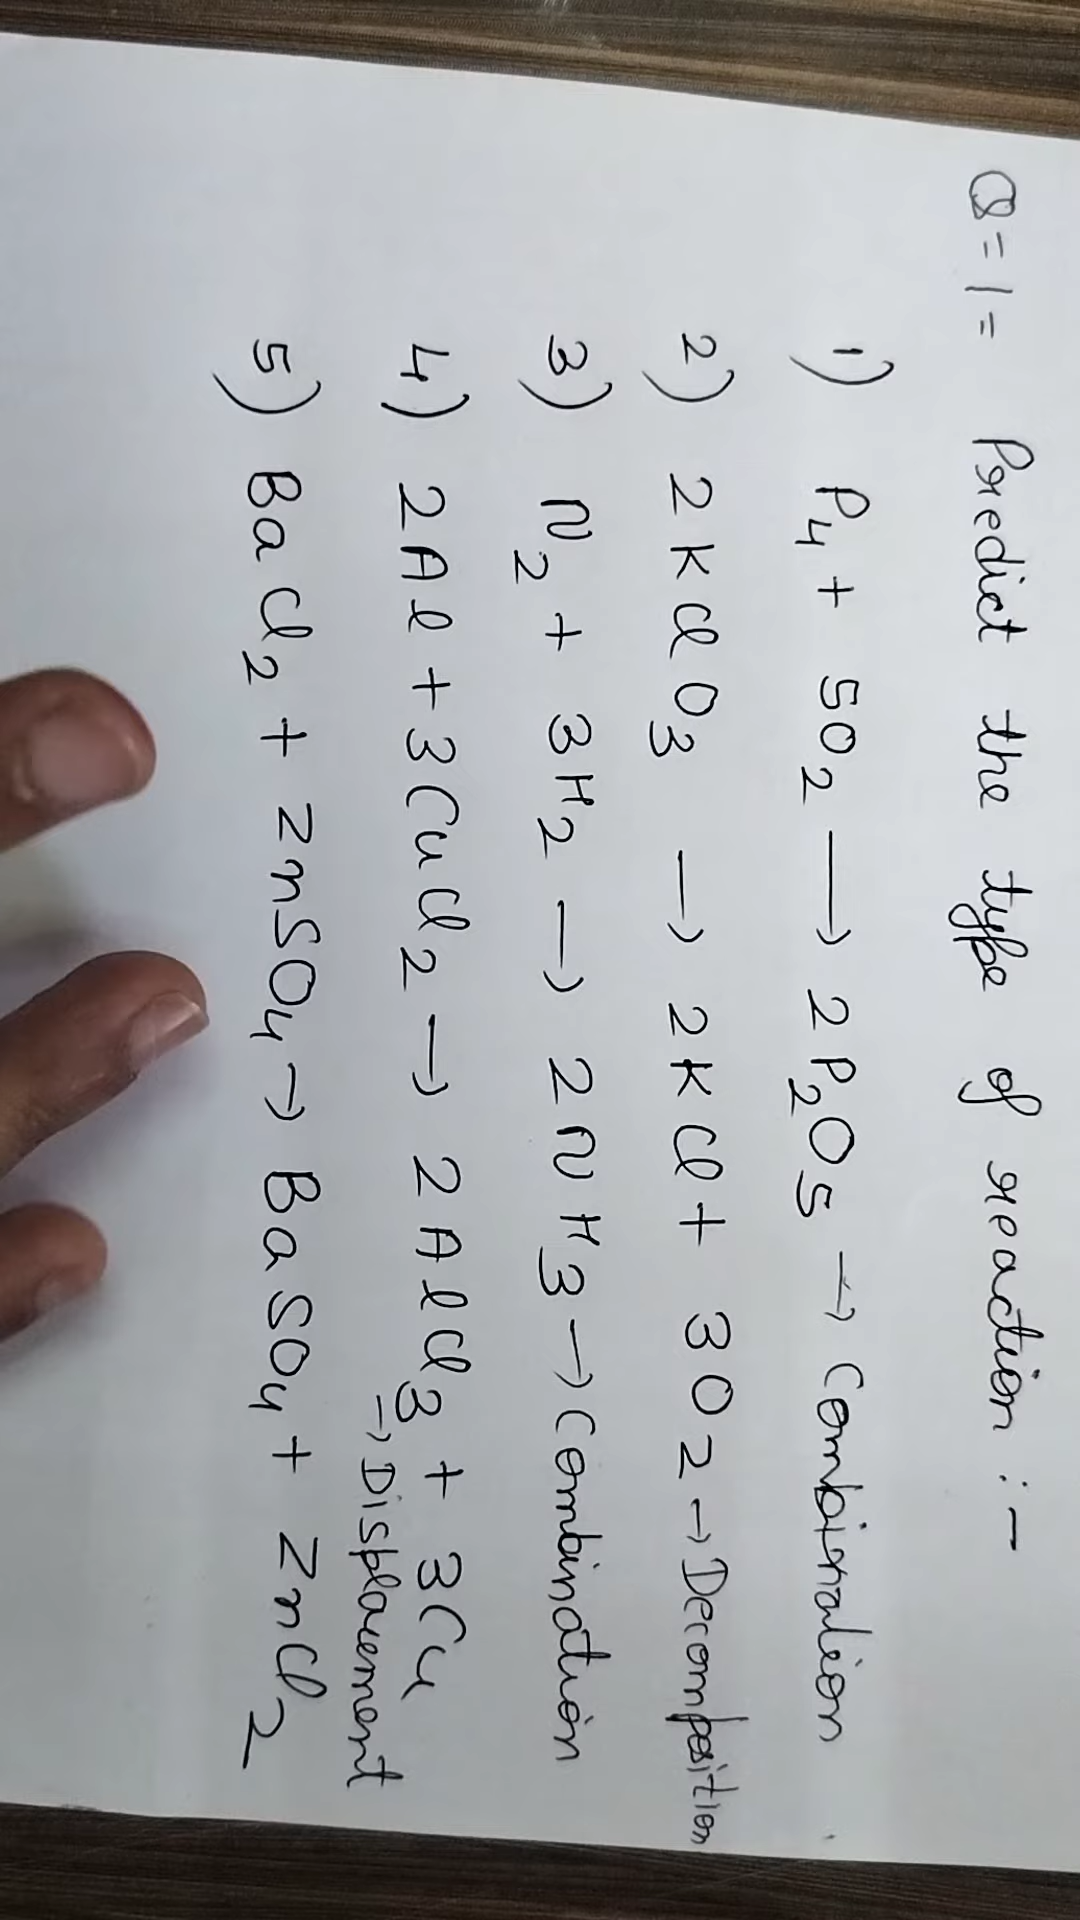 Q = 1 = Predict the type of reaction :-
1) P4 + 5O2 → 2P2O5 → Combination
2) 2KClO3 → 2KCl + 3O2 → Decomposition
3) N2 + 3H2 → 2NH3 → Combination
4) 2Al + 3CuCl2 → 2AlCl3 + 3Cu
→ Displacement
5) BaCl2 + ZnSO4 → BaSO4 + ZnCl2